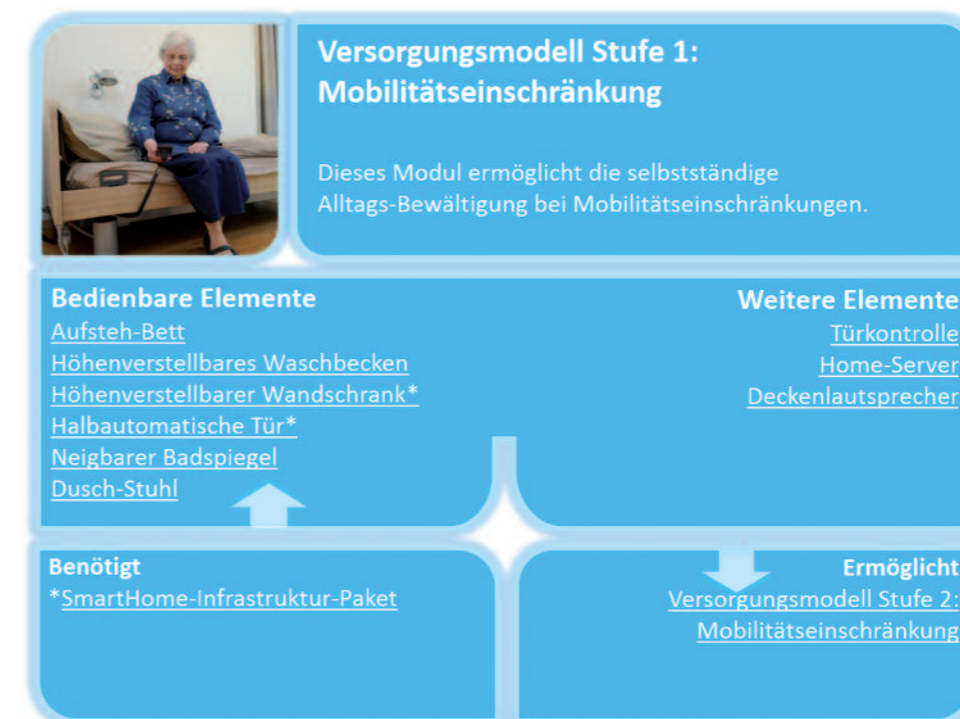 Versorgungsmodell Stufe 1:
Mobilitätseinschränkung
Dieses Modul ermöglicht die selbstständige
Alltags-Bewältigung bei Mobilitätseinschränkungen.
Bedienbare Elemente
Aufsteh-Bett
Höhenverstellbares Waschbecken
Höhenverstellbarer Wandschrank*
Halbautomatische Tür*
Neigbarer Badspiegel
Dusch-Stuhl
Weitere Elemente
Türkontrolle
Home-Server
Deckenlautsprecher
Benötigt
*SmartHome-Infrastruktur-Paket
Ermöglicht
Versorgungsmodell Stufe 2:
Mobilitätseinschränkung